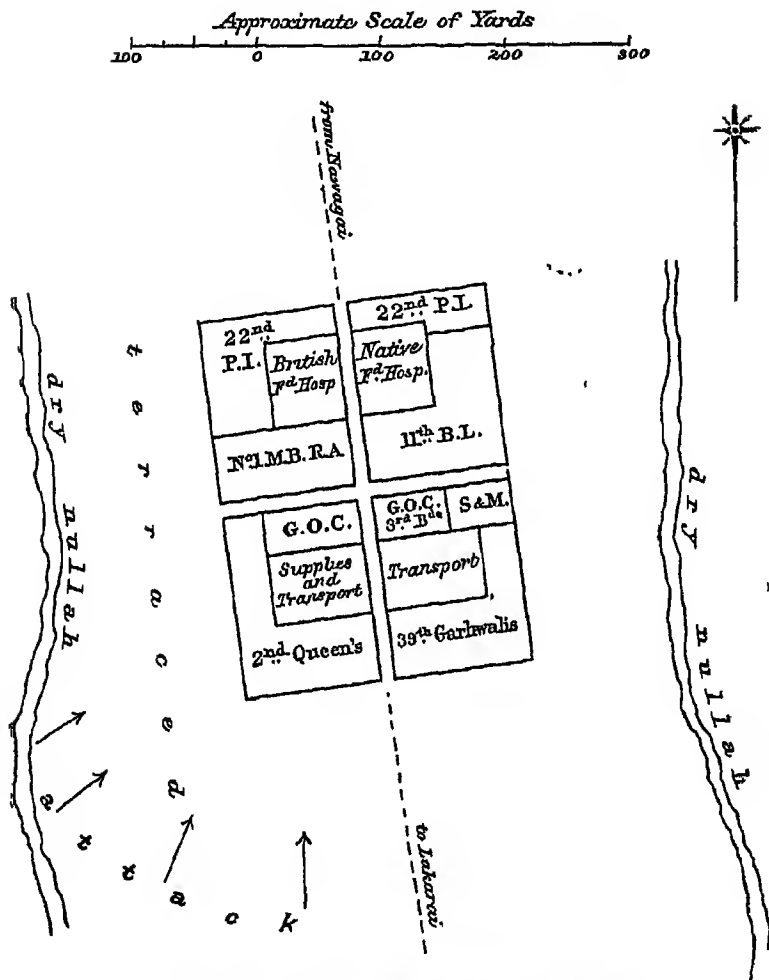 Approximate Scale of Yards
100 0 100 200 300
from Nawagai
22nd P.I.
22nd
P.I.
British
Fd Hosp
Native
Fd Hosp.
No 1 M.B.R.A.
11th B.L.
G.O.C.
G.O.C.
3rd Bde
S & M.
Supplies
and
Transport
Transport
2nd Queen's
39th Garhwalis
terraced
dry nullah
dry nullah
attack
to Lakarai